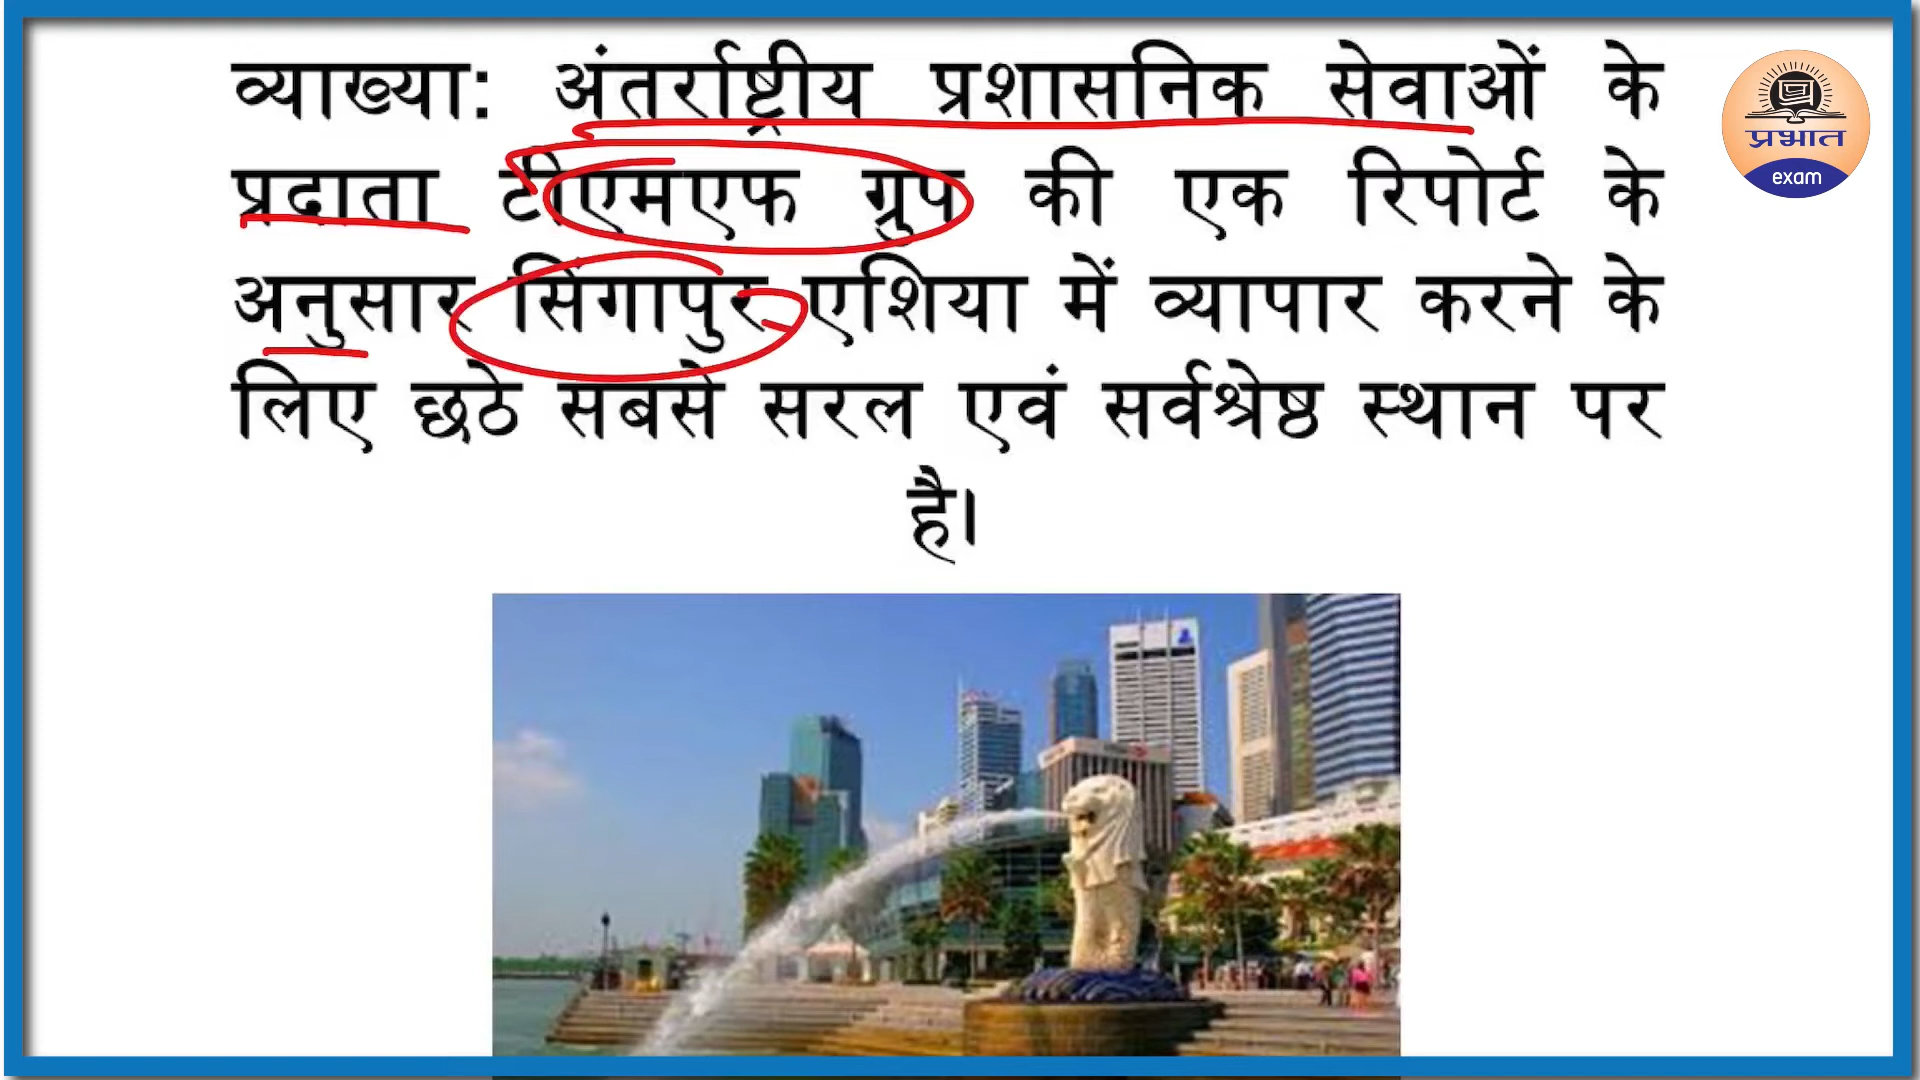 व्याख्या: अंतर्राष्ट्रीय प्रशासनिक सेवाओं के
प्रदाता टीएमएफ ग्रुप की एक रिपोर्ट के
अनुसार सिंगापुर एशिया में व्यापार करने के
लिए छठे सबसे सरल एवं सर्वश्रेष्ठ स्थान पर
है।
प्रभात
exam